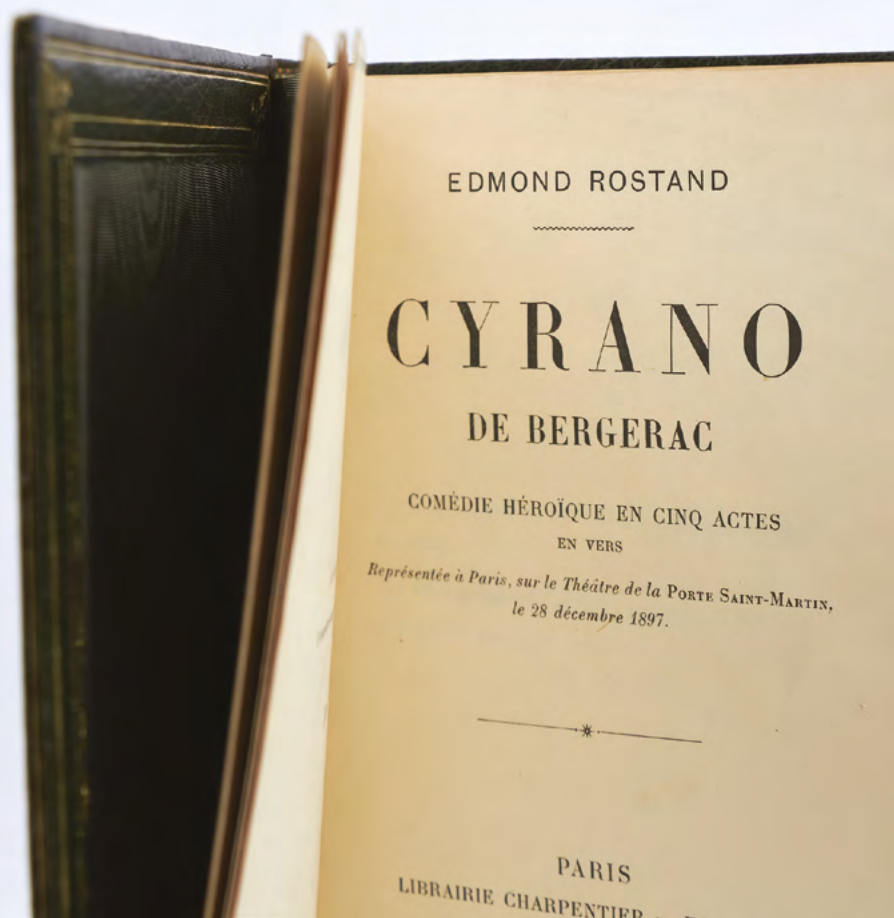 EDMOND ROSTAND
CYRANO
DE BERGERAC
COMÉDIE HÉROÏQUE EN CINQ ACTES
EN VERS
Représentée à Paris, sur le Théâtre de la PORTE SAINT-MARTIN,
le 28 décembre 1897.
PARIS
LIBRAIRIE CHARPENTIER